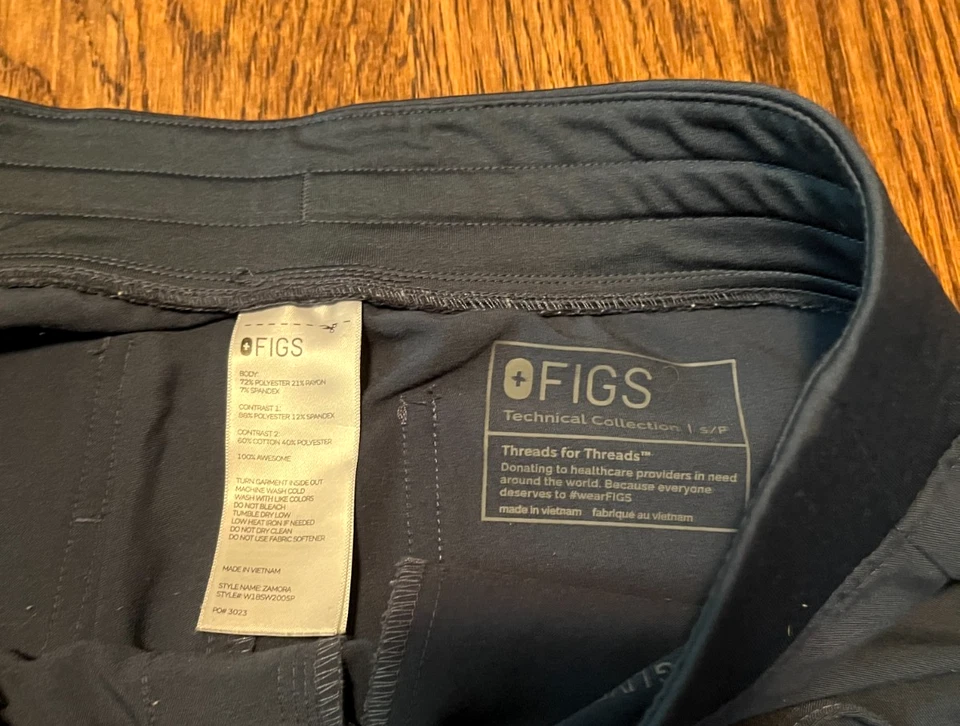 FIGS
BODY:
72% POLYESTER 21% RAYON
7% SPANDEX
CONTRAST 1:
88% POLYESTER 12% SPANDEX
CONTRAST 2:
60% COTTON 40% POLYESTER
100% AWESOME
TURN GARMENT INSIDE OUT
MACHINE WASH COLD
WASH WITH LIKE COLORS
DO NOT BLEACH
TUMBLE DRY LOW
LOW HEAT IRON IF NEEDED
DO NOT DRY CLEAN
DO NOT USE FABRIC SOFTENER
MADE IN VIETNAM
STYLE NAME: ZAMORA
STYLE#: W18SW2005P
PO# 3023
FIGS
Technical Collection | S/P
Threads for Threads™
Donating to healthcare providers in need
around the world. Because everyone
deserves to #wearFIGS
made in vietnam fabriqué au vietnam